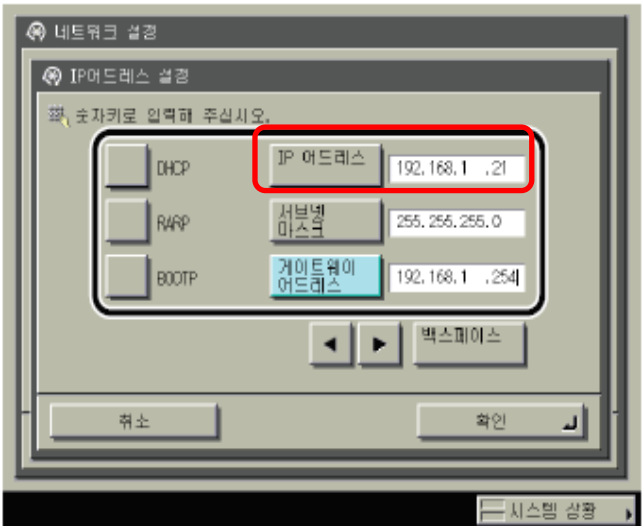 네트워크 설정
IP어드레스 설정
숫자키로 입력해 주십시오.
DHCP
IP 어드레스
192.168.1 .21
RARP
서브넷
마스크
255.255.255.0
BOOTP
게이트웨이
어드레스
192.168.1 .254
백스페이스
취소
확인
시스템 상황